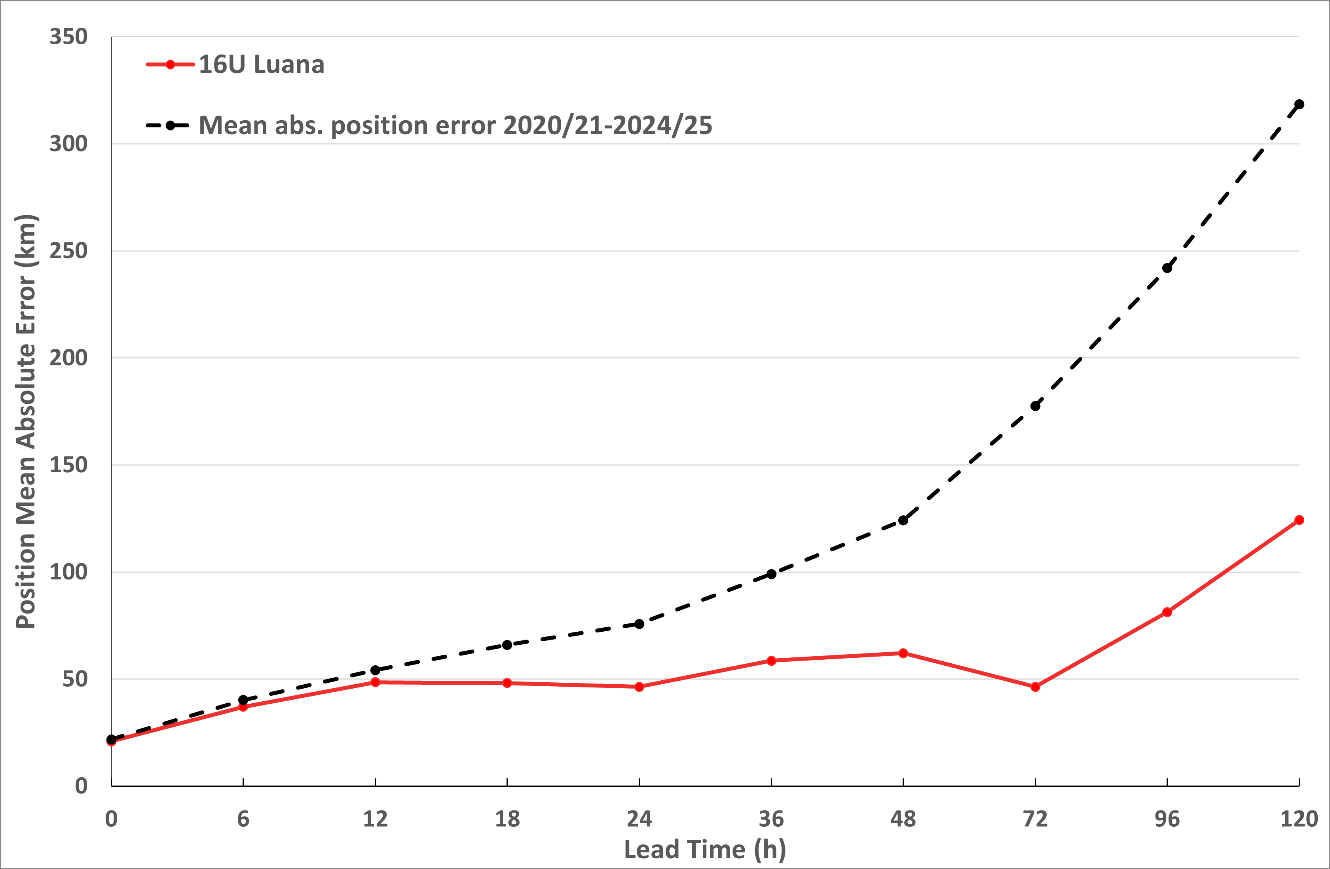 350
16U Luana
Mean abs. position error 2020/21-2024/25
300
250
200
150
100
50
0
Position Mean Absolute Error (km)
0 6 12 18 24 36 48 72 96 120
Lead Time (h)